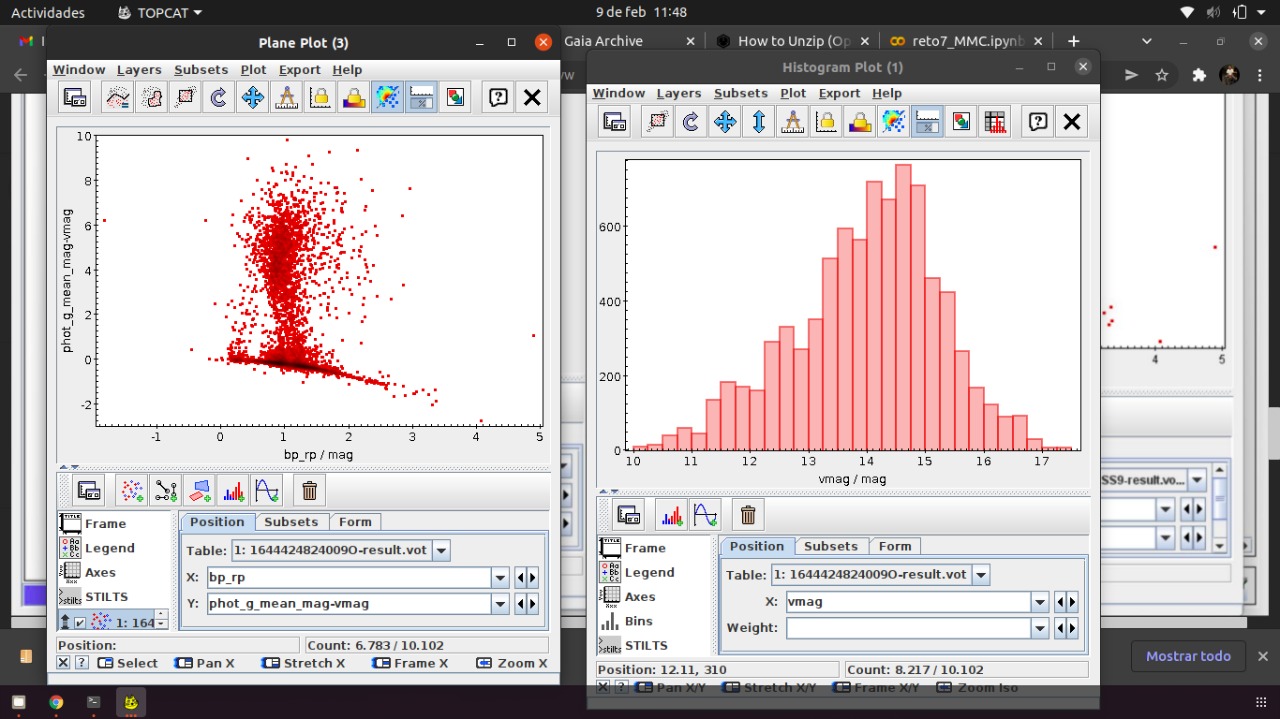 Actividades
TOPCAT
9 de feb 11:48
Gaia Archive
How to Unzip (Op
reto7_MMC.ipynb
Plane Plot (3)
Window Layers Subsets Plot Export Help
10
8
6
4
2
0
-2
phot_g_mean_mag-vmag
-1 0 1 2 3 4 5
bp_rp / mag
Frame
Legend
Axes
STILTS
1: 164
Position Subsets Form
Table: 1: 1644424824009O-result.vot
X: bp_rp
Y: phot_g_mean_mag-vmag
Position:
Count: 6.783 / 10.102
Select Pan X Stretch X Frame X Zoom X
Histogram Plot (1)
Window Layers Subsets Plot Export Help
600
400
200
0
10 11 12 13 14 15 16 17
vmag / mag
Frame
Legend
Axes
Bins
STILTS
Position Subsets Form
Table: 1: 1644424824009O-result.vot
X: vmag
Weight:
Position: 12.11, 310
Count: 8.217 / 10.102
Pan X/Y Stretch X/Y Frame X/Y Zoom Iso
4 5
SS9-result.vo...
Mostrar todo